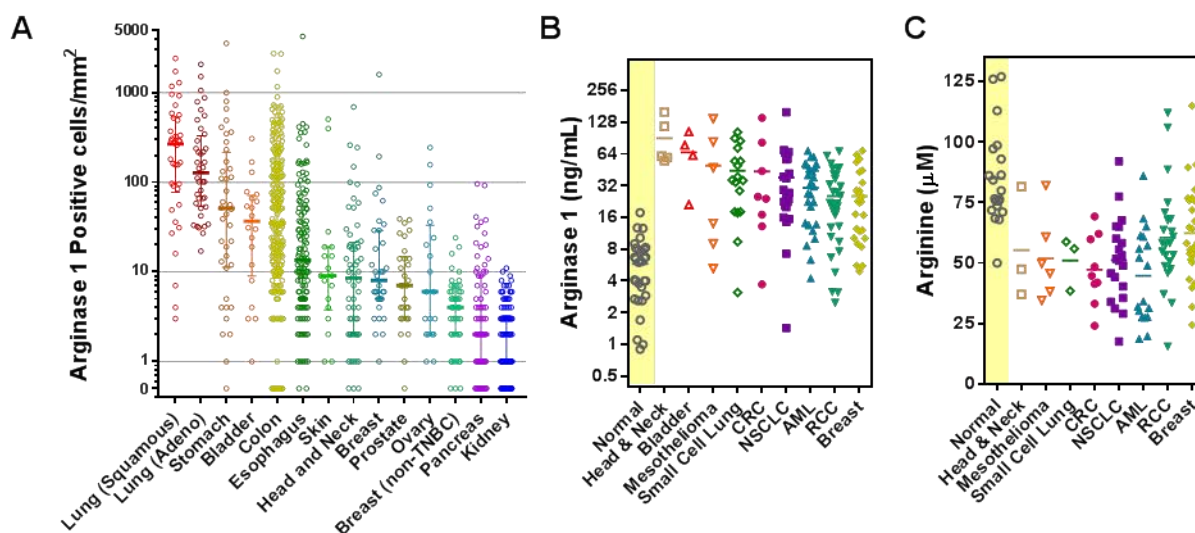 A
Arginase 1 Positive cells/mm²
5000
1000
100
10
1
0
Lung (Squamous)
Lung (Adeno)
Stomach
Bladder
Colon
Esophagus
Skin
Head and Neck
Breast
Prostate
Ovary
Breast (non-TNBC)
Pancreas
Kidney
B
Arginase 1 (ng/mL)
256
128
64
32
16
8
4
2
1
0.5
Normal
Head & Neck
Bladder
Mesothelioma
Small Cell Lung
CRC
NSCLC
AML
RCC
Breast
C
Arginine (μM)
125
100
75
50
25
0
Normal
Head & Neck
Mesothelioma
Small Cell Lung
CRC
NSCLC
AML
RCC
Breast